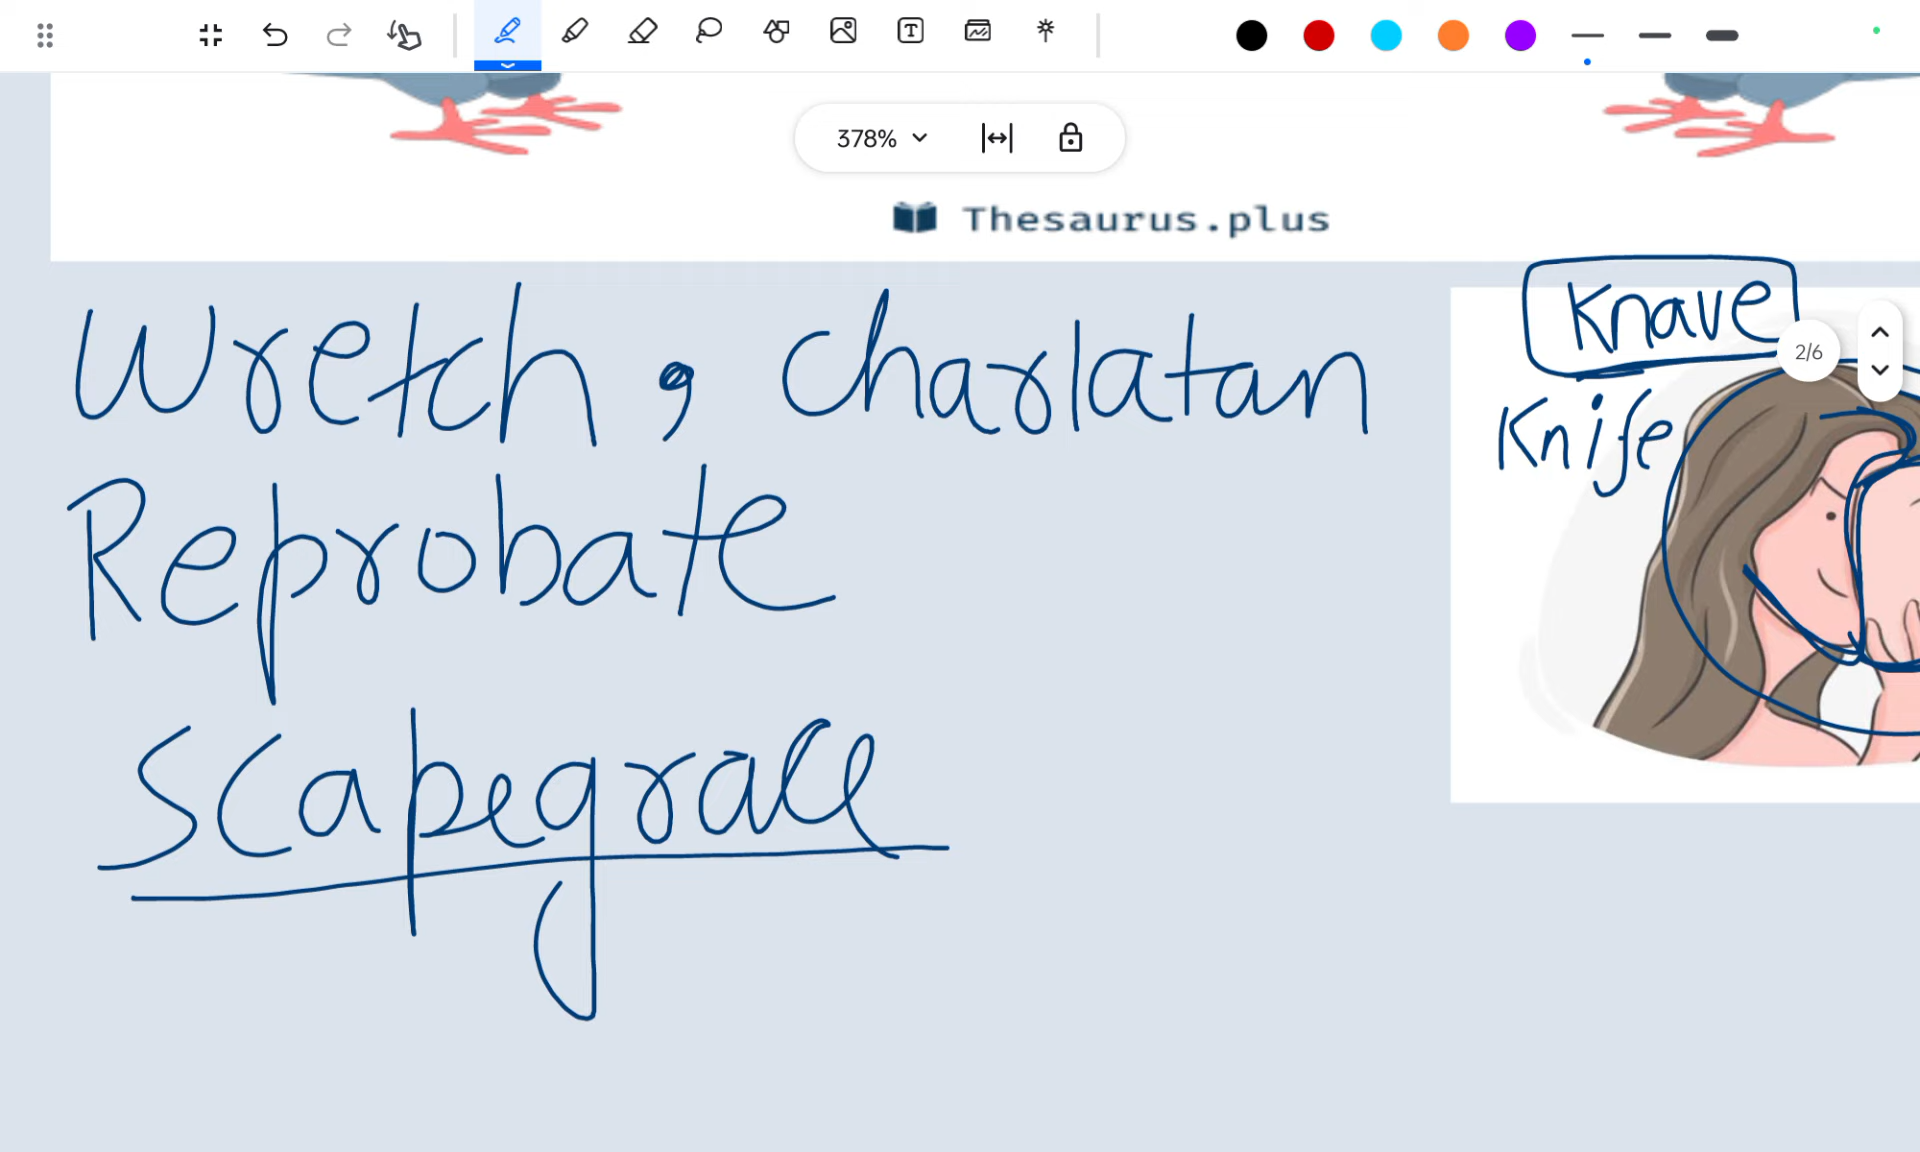 378%
Thesaurus.plus
Wretch, charlatan
Reprobate
Scapegrace
Knave
Knife
2/6